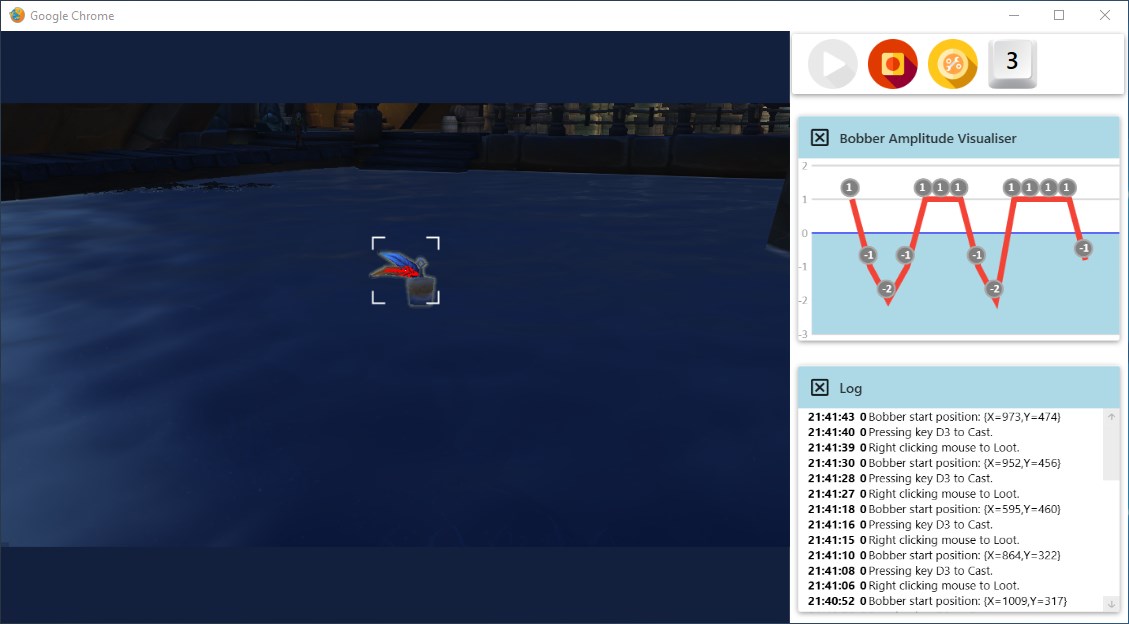 Google Chrome
3
Bobber Amplitude Visualiser
2
1
0
-1
-2
-3
1 -1 -2 -1 1 1 1 -1 -2 1 1 1 1 -1
Log
21:41:43 0 Bobber start position: {X=973,Y=474}
21:41:40 0 Pressing key D3 to Cast.
21:41:39 0 Right clicking mouse to Loot.
21:41:30 0 Bobber start position: {X=952,Y=456}
21:41:28 0 Pressing key D3 to Cast.
21:41:27 0 Right clicking mouse to Loot.
21:41:18 0 Bobber start position: {X=595,Y=460}
21:41:16 0 Pressing key D3 to Cast.
21:41:15 0 Right clicking mouse to Loot.
21:41:10 0 Bobber start position: {X=864,Y=322}
21:41:08 0 Pressing key D3 to Cast.
21:41:06 0 Right clicking mouse to Loot.
21:40:52 0 Bobber start position: {X=1009,Y=317}